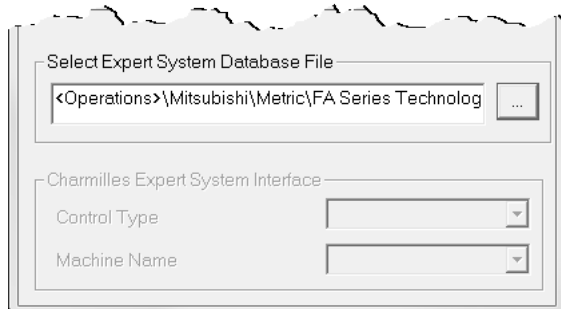 Select Expert System Database File
<Operations>\Mitsubishi\Metric\FA Series Technolog
...
Charmilles Expert System Interface
Control Type
Machine Name